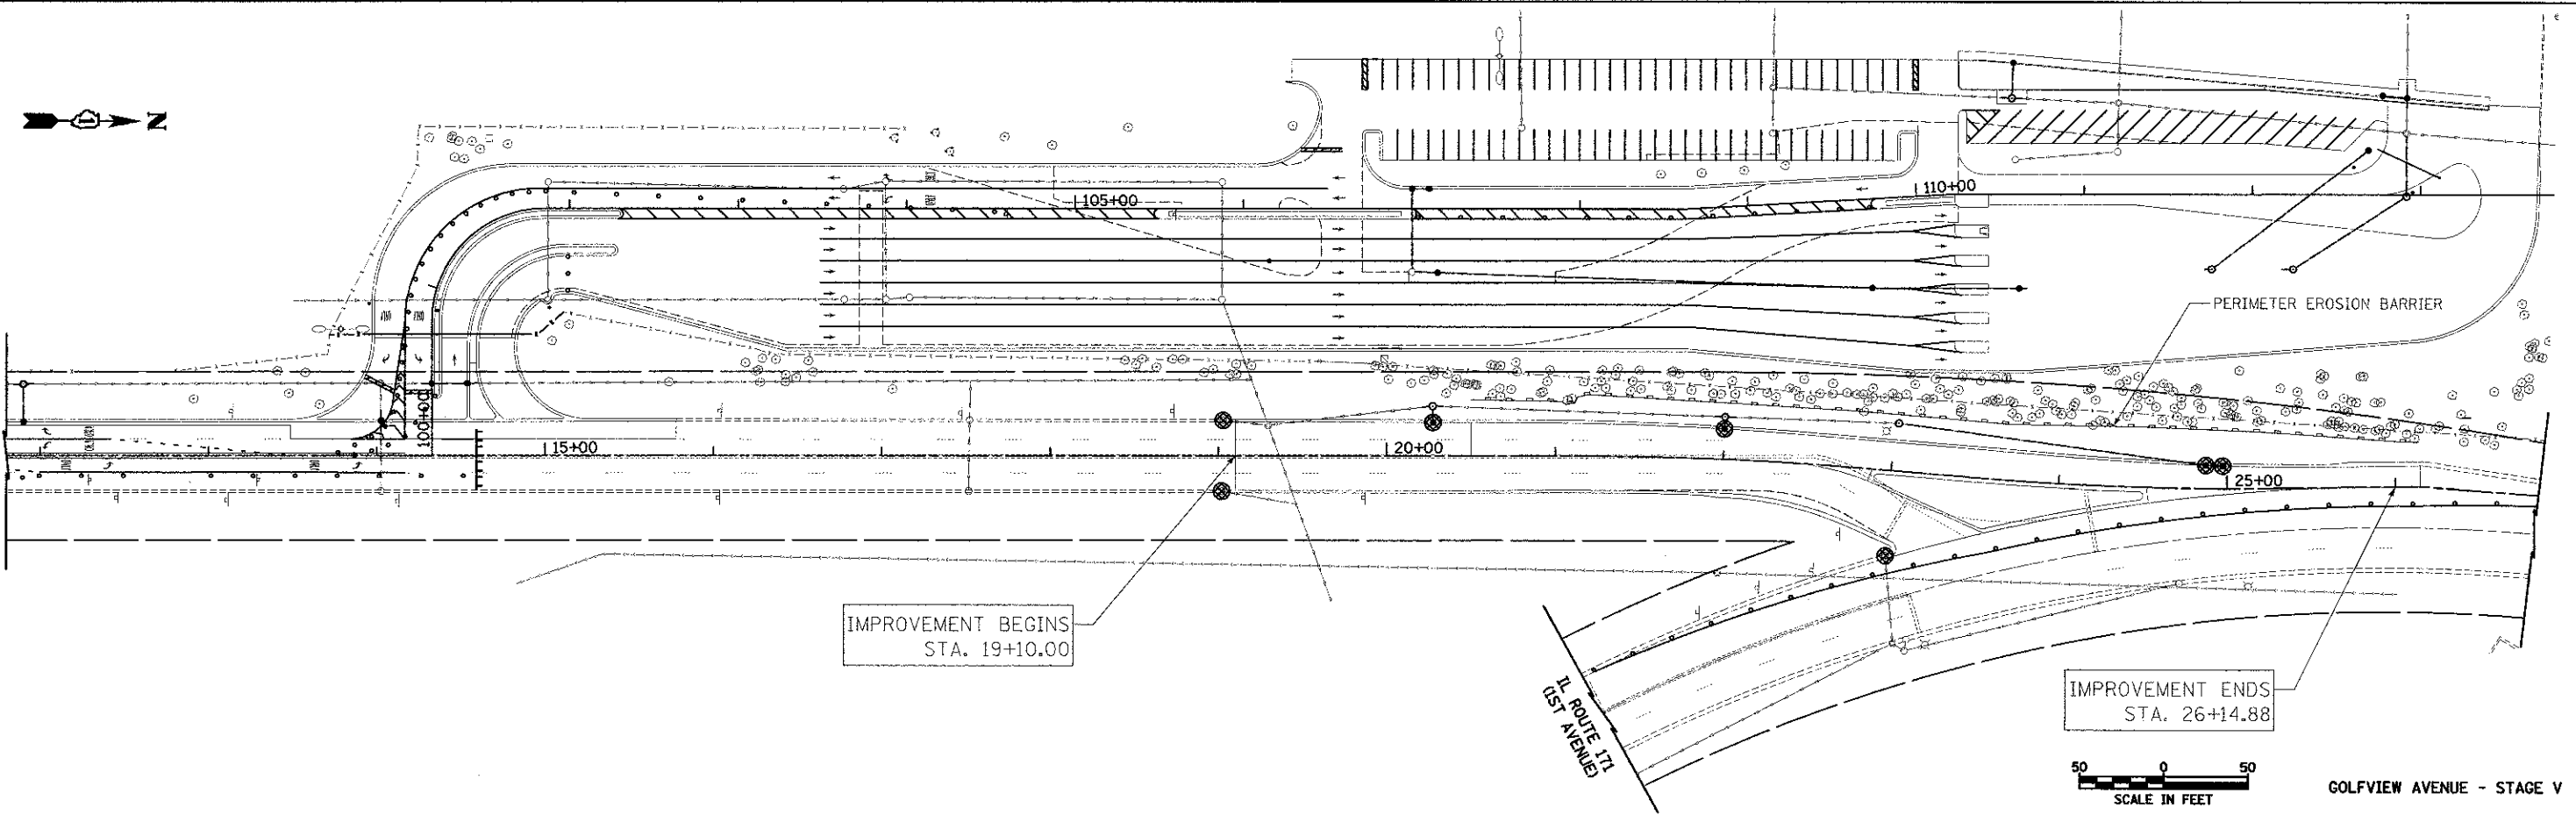 N
105+00
110+00
PERIMETER EROSION BARRIER
100+00
15+00
20+00
25+00
IMPROVEMENT BEGINS
STA. 19+10.00
IL ROUTE 171
(1ST AVENUE)
IMPROVEMENT ENDS
STA. 26+14.88
50 0 50
SCALE IN FEET
GOLFVIEW AVENUE - STAGE V